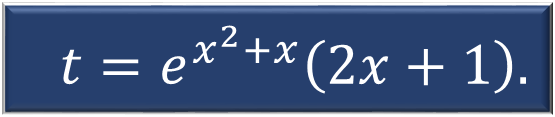 t = e^{x^2+x}(2x + 1).